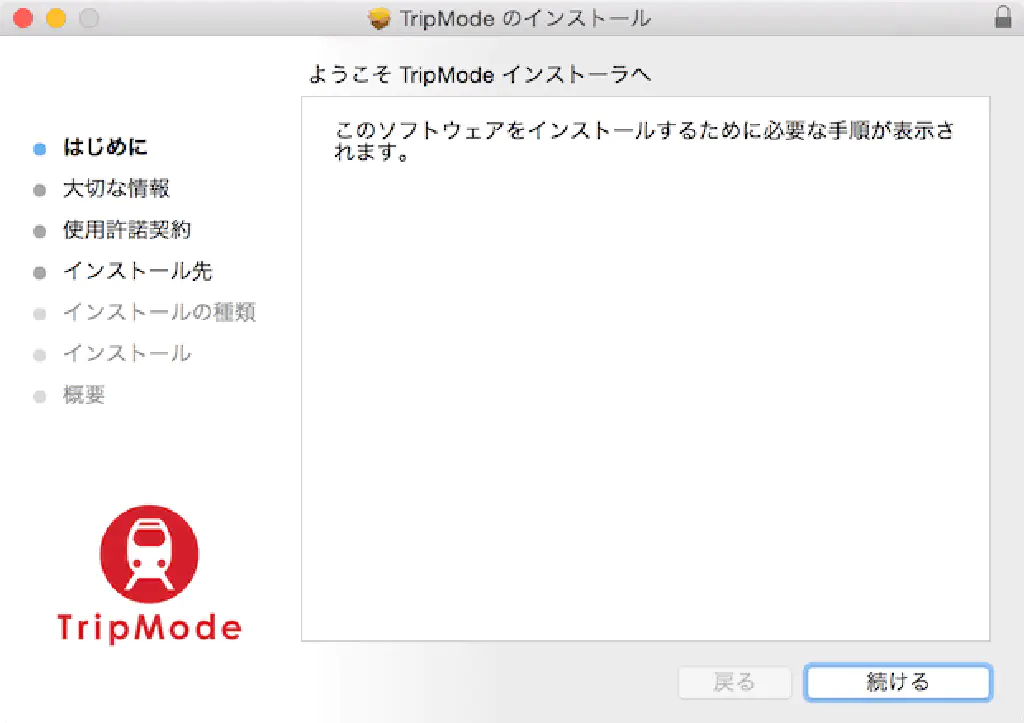 TripMode のインストール
ようこそ TripMode インストーラへ
このソフトウェアをインストールするために必要な手順が表示さ
れます。
はじめに
大切な情報
使用許諾契約
インストール先
インストールの種類
インストール
概要
TripMode
戻る
続ける